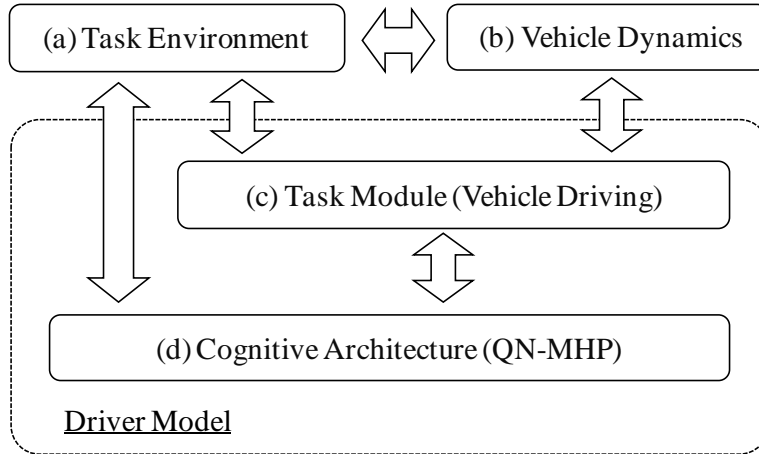 (a) Task Environment
(b) Vehicle Dynamics
(c) Task Module (Vehicle Driving)
(d) Cognitive Architecture (QN-MHP)
Driver Model